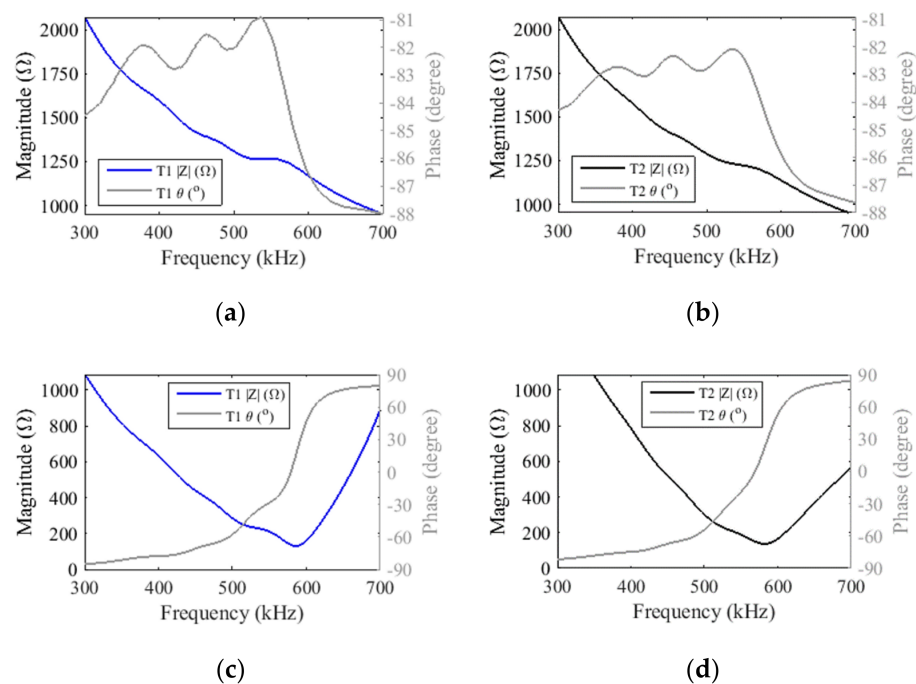 2000
1750
1500
1250
1000
Magnitude (Ω)
T1 |Z| (Ω)
T1 θ (°)
-81
-82
-83
-84
-85
-86
-87
-88
Phase (degree)
300 400 500 600 700
Frequency (kHz)
(a)
2000
1750
1500
1250
1000
Magnitude (Ω)
T2 |Z| (Ω)
T2 θ (°)
-81
-82
-83
-84
-85
-86
-87
-88
Phase (degree)
300 400 500 600 700
Frequency (kHz)
(b)
1000
800
600
400
200
0
Magnitude (Ω)
T1 |Z| (Ω)
T1 θ (°)
90
60
30
0
-30
-60
-90
Phase (degree)
300 400 500 600 700
Frequency (kHz)
(c)
1000
800
600
400
200
0
Magnitude (Ω)
T2 |Z| (Ω)
T2 θ (°)
90
60
30
0
-30
-60
-90
Phase (degree)
300 400 500 600 700
Frequency (kHz)
(d)